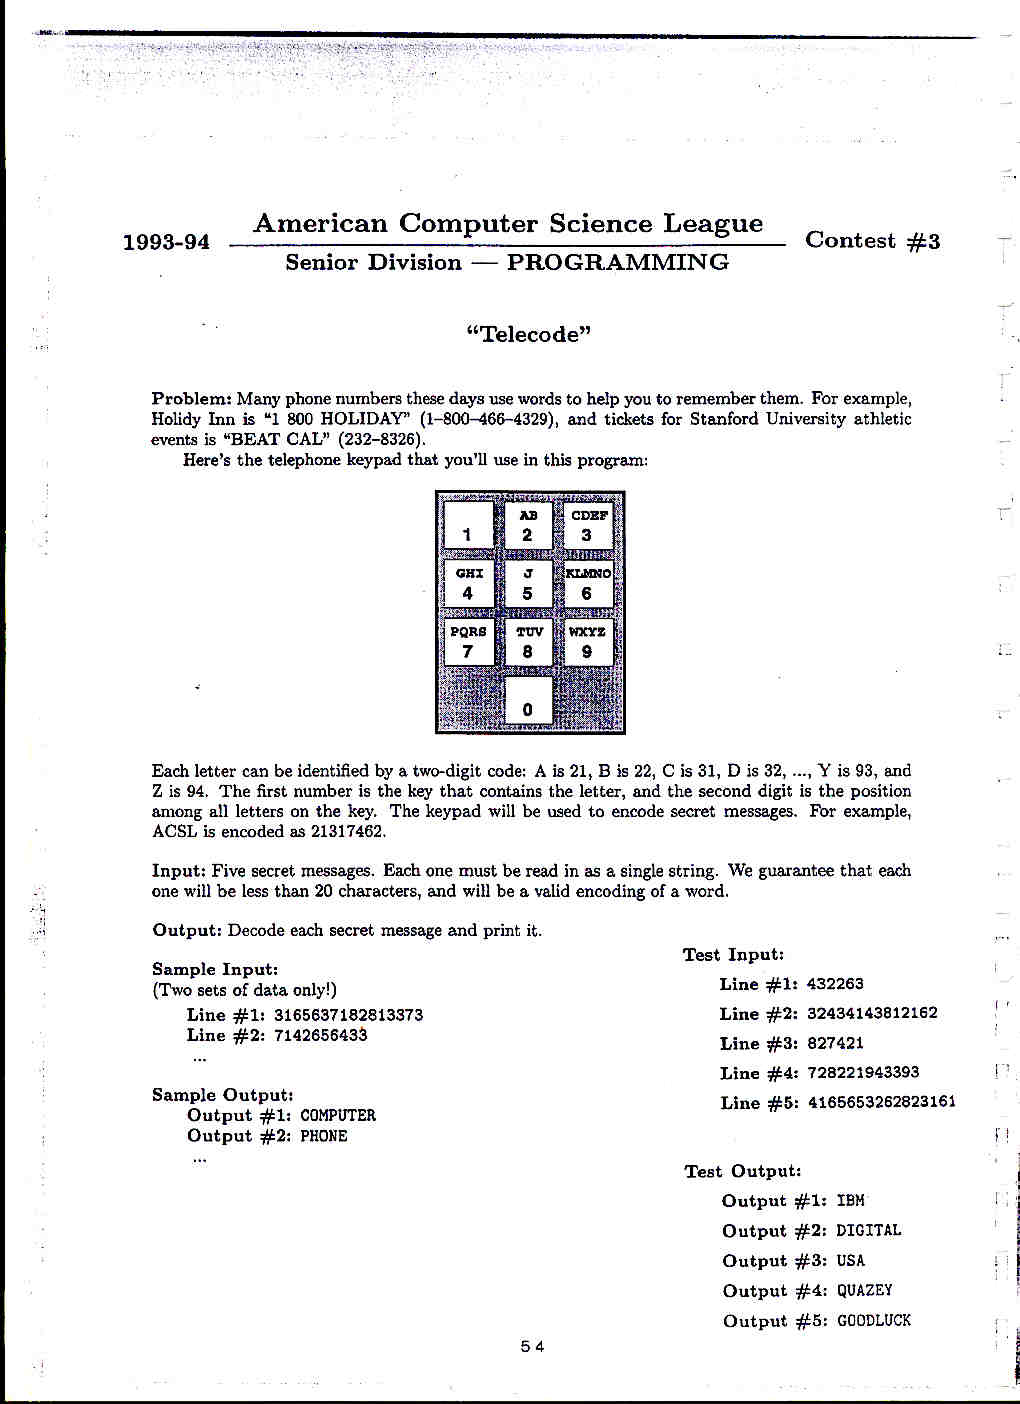 American Computer Science League
1993-94
Contest #3
Senior Division — PROGRAMMING
“Telecode”
Problem: Many phone numbers these days use words to help you to remember them. For example,
Holidy Inn is “1 800 HOLIDAY” (1–800–466–4329), and tickets for Stanford University athletic
events is “BEAT CAL” (232–8326).
Here's the telephone keypad that you'll use in this program:
AB CDEF
1 2 3
GHI J KLMNO
4 5 6
PQRS TUV WXYZ
7 8 9
0
Each letter can be identified by a two-digit code: A is 21, B is 22, C is 31, D is 32, ..., Y is 93, and
Z is 94. The first number is the key that contains the letter, and the second digit is the position
among all letters on the key. The keypad will be used to encode secret messages. For example,
ACSL is encoded as 21317462.
Input: Five secret messages. Each one must be read in as a single string. We guarantee that each
one will be less than 20 characters, and will be a valid encoding of a word.
Output: Decode each secret message and print it.
Sample Input:
(Two sets of data only!)
Line #1: 3165637182813373
Line #2: 7142656433
...
Sample Output:
Output #1: COMPUTER
Output #2: PHONE
...
Test Input:
Line #1: 432263
Line #2: 32434143812162
Line #3: 827421
Line #4: 728221943393
Line #5: 4165653262823161
Test Output:
Output #1: IBM
Output #2: DIGITAL
Output #3: USA
Output #4: QUAZEY
Output #5: GOODLUCK
54